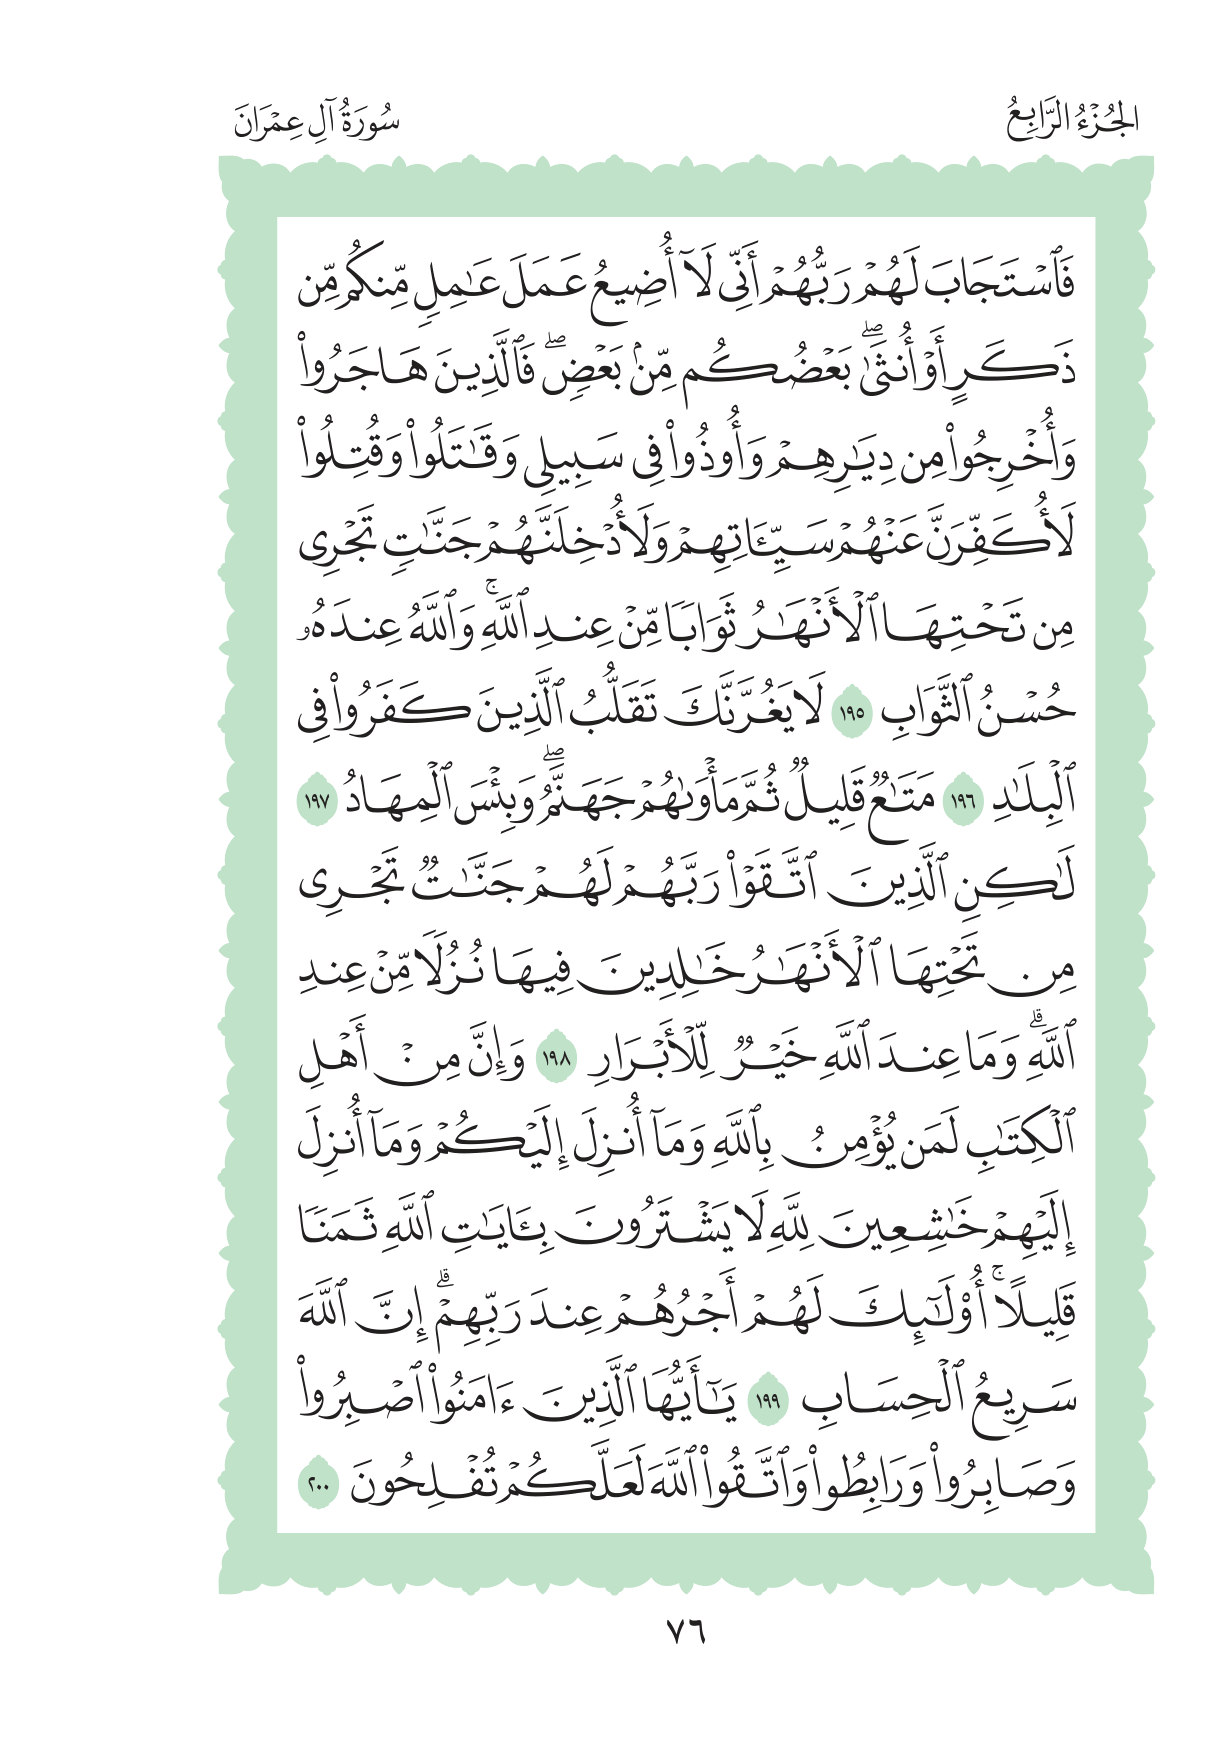 الجُزْءُ الرَّابِعُ
سُورَةُ آلِ عِمْرَانَ
فَٱسْتَجَابَ لَهُمْ رَبُّهُمْ أَنِّى لَآ أُضِيعُ عَمَلَ عَٰمِلٍ مِّنكُم مِّن
ذَكَرٍ أَوْ أُنثَىٰ ۖ بَعْضُكُم مِّنۢ بَعْضٍ ۖ فَٱلَّذِينَ هَاجَرُوا۟
وَأُخْرِجُوا۟ مِن دِيَٰرِهِمْ وَأُوذُوا۟ فِى سَبِيلِى وَقَٰتَلُوا۟ وَقُتِلُوا۟
لَأُكَفِّرَنَّ عَنْهُمْ سَيِّـَٔاتِهِمْ وَلَأُدْخِلَنَّهُمْ جَنَّٰتٍ تَجْرِى
مِن تَحْتِهَا ٱلْأَنْهَٰرُ ثَوَابًا مِّنْ عِندِ ٱللَّهِ ۚ وَٱللَّهُ عِندَهُۥ
حُسْنُ ٱلثَّوَابِ ١٩٥ لَا يَغُرَّنَّكَ تَقَلُّبُ ٱلَّذِينَ كَفَرُوا۟ فِى
ٱلْبِلَٰدِ ١٩٦ مَتَٰعٌ قَلِيلٌ ثُمَّ مَأْوَىٰهُمْ جَهَنَّمُ ۖ وَبِئْسَ ٱلْمِهَادُ ١٩٧
لَٰكِنِ ٱلَّذِينَ ٱتَّقَوْا۟ رَبَّهُمْ لَهُمْ جَنَّٰتٌ تَجْرِى
مِن تَحْتِهَا ٱلْأَنْهَٰرُ خَٰلِدِينَ فِيهَا نُزُلًا مِّنْ عِندِ
ٱللَّهِ ۗ وَمَا عِندَ ٱللَّهِ خَيْرٌ لِّلْأَبْرَارِ ١٩٨ وَإِنَّ مِنْ أَهْلِ
ٱلْكِتَٰبِ لَمَن يُؤْمِنُ بِٱللَّهِ وَمَآ أُنزِلَ إِلَيْكُمْ وَمَآ أُنزِلَ
إِلَيْهِمْ خَٰشِعِينَ لِلَّهِ لَا يَشْتَرُونَ بِـَٔايَٰتِ ٱللَّهِ ثَمَنًا
قَلِيلًا ۚ أُو۟لَٰٓئِكَ لَهُمْ أَجْرُهُمْ عِندَ رَبِّهِمْ ۗ إِنَّ ٱللَّهَ
سَرِيعُ ٱلْحِسَابِ ١٩٩ يَٰٓأَيُّهَا ٱلَّذِينَ ءَامَنُوا۟ ٱصْبِرُوا۟
وَصَابِرُوا۟ وَرَابِطُوا۟ وَٱتَّقُوا۟ ٱللَّهَ لَعَلَّكُمْ تُفْلِحُونَ ٢٠٠
٧٦